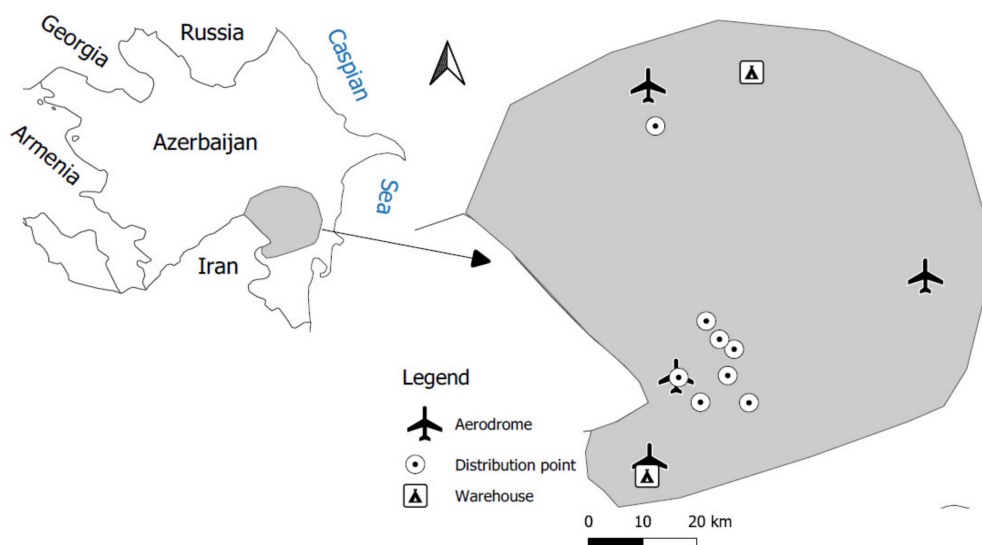 Georgia
Russia
Caspian
Armenia
Azerbaijan
Sea
Iran
Legend
Aerodrome
Distribution point
Warehouse
0 10 20 km